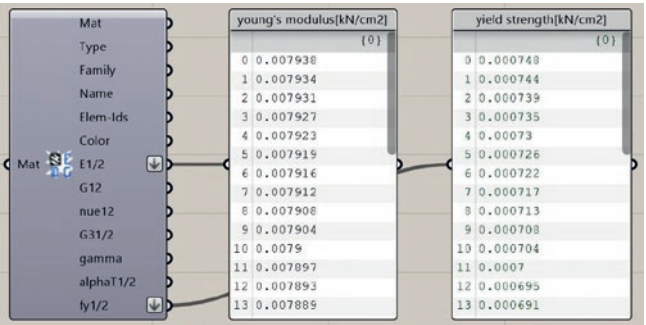 Mat
Type
Family
Name
Elem-Ids
Color
Mat
E1/2
G12
nue12
G31/2
gamma
alphaT1/2
fy1/2
young's modulus[kN/cm2]
{0}
0 0.007938
1 0.007934
2 0.007931
3 0.007927
4 0.007923
5 0.007919
6 0.007916
7 0.007912
8 0.007908
9 0.007904
10 0.0079
11 0.007897
12 0.007893
13 0.007889
yield strength[kN/cm2]
{0}
0 0.000748
1 0.000744
2 0.000739
3 0.000735
4 0.00073
5 0.000726
6 0.000722
7 0.000717
8 0.000713
9 0.000708
10 0.000704
11 0.0007
12 0.000695
13 0.000691